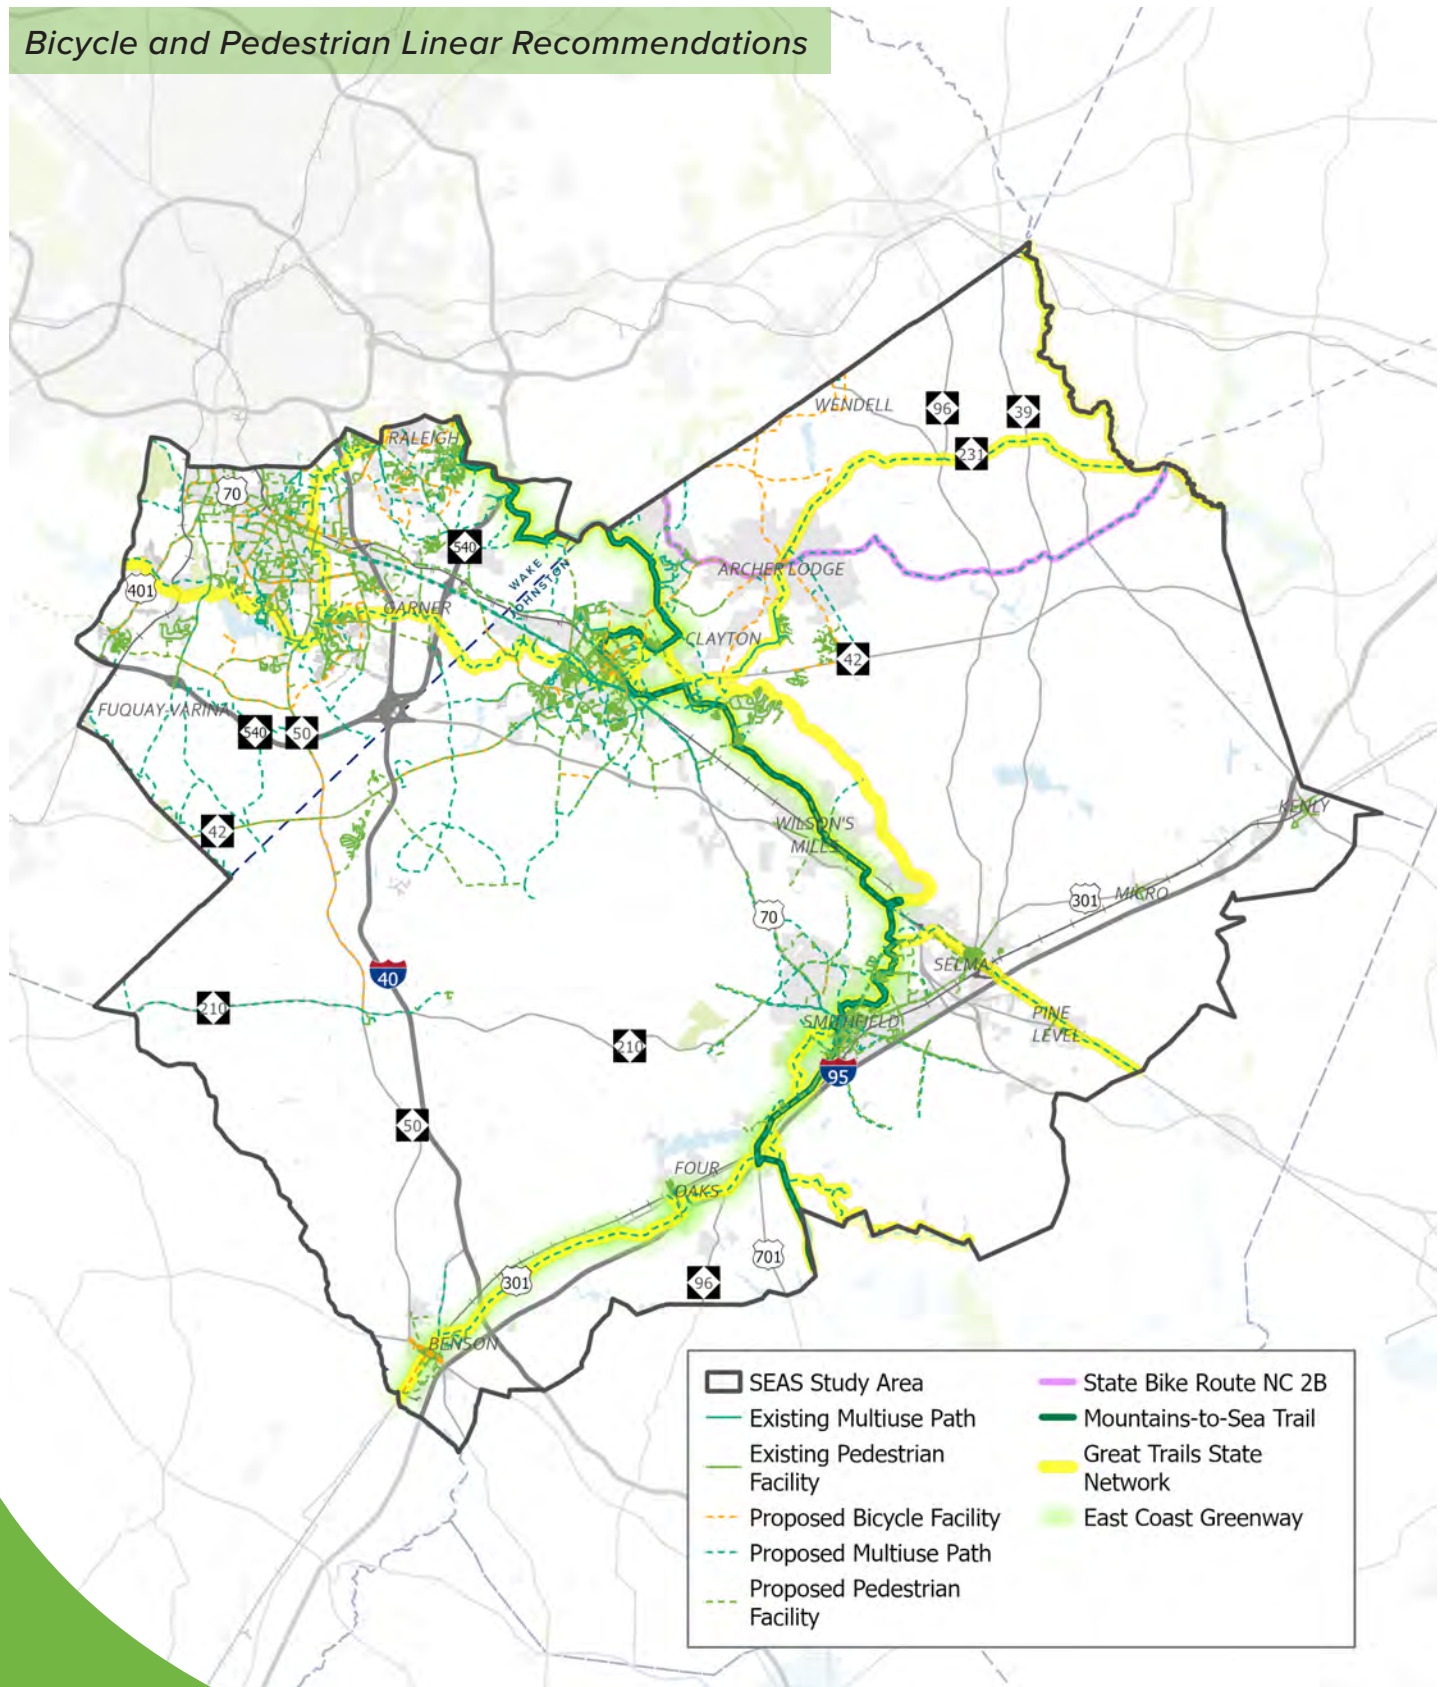 Bicycle and Pedestrian Linear Recommendations
WENDELL
96
39
231
RALEIGH
70
540
WAKE
JOHNSTON
ARCHER LODGE
401
GARNER
CLAYTON
42
FUQUAY-VARINA
540
50
42
WILSON'S
MILLS
KENLY
MICRO
301
70
40
SELMA
210
210
SMITHFIELD
PINE
LEVEL
95
50
FOUR
OAKS
701
96
301
BENSON
SEAS Study Area
Existing Multiuse Path
Existing Pedestrian
Facility
Proposed Bicycle Facility
Proposed Multiuse Path
Proposed Pedestrian
Facility
State Bike Route NC 2B
Mountains-to-Sea Trail
Great Trails State
Network
East Coast Greenway